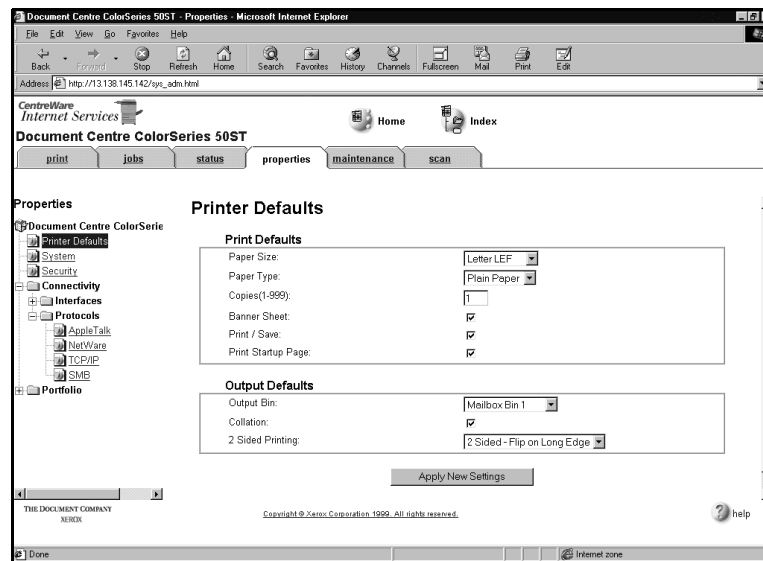 Document Centre ColorSeries 50ST - Properties - Microsoft Internet Explorer
File Edit View Go Favorites Help
Back Forward Stop Refresh Home Search Favorites History Channels Fullscreen Mail Print Edit
Address http://13.138.145.142/sys_adm.html
CentreWare
Internet Services
Home
Index
Document Centre ColorSeries 50ST
print jobs status properties maintenance scan
Properties
Document Centre ColorSerie
Printer Defaults
System
Security
Connectivity
Interfaces
Protocols
AppleTalk
NetWare
TCP/IP
SMB
Portfolio
Printer Defaults
Print Defaults
Paper Size: Letter LEF
Paper Type: Plain Paper
Copies(1-999): 1
Banner Sheet:
Print / Save:
Print Startup Page:
Output Defaults
Output Bin: Mailbox Bin 1
Collation:
2 Sided Printing: 2 Sided - Flip on Long Edge
Apply New Settings
THE DOCUMENT COMPANY
XEROX
Copyright © Xerox Corporation 1999. All rights reserved.
help
Done
Internet zone